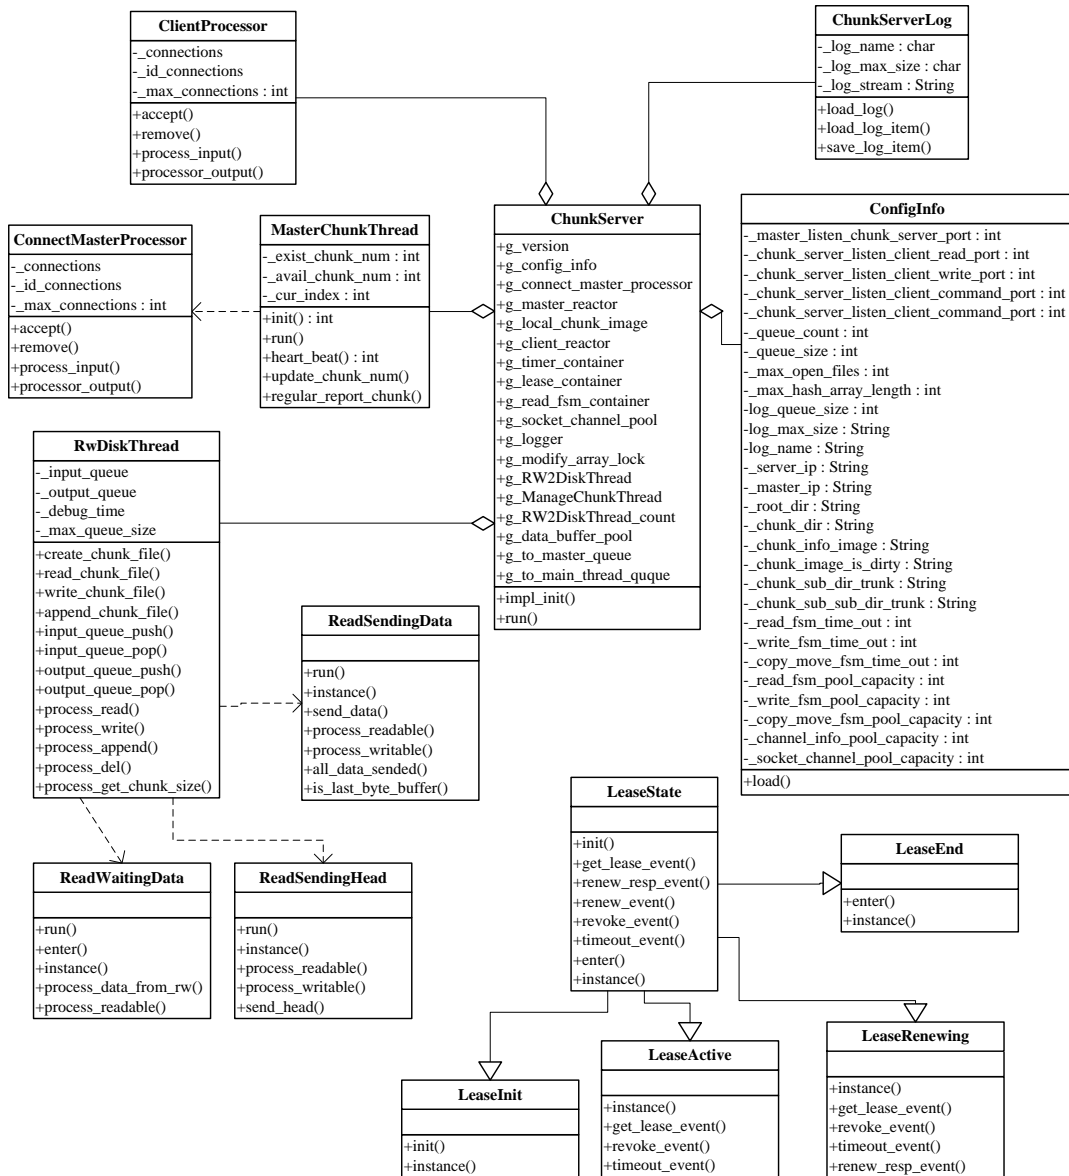 ClientProcessor
-_connections
-_id_connections
-_max_connections : int
+accept()
+remove()
+process_input()
+processor_output()
ChunkServerLog
-_log_name : char
-_log_max_size : char
-_log_stream : String
+load_log()
+load_log_item()
+save_log_item()
ConnectMasterProcessor
-_connections
-_id_connections
-_max_connections : int
+accept()
+remove()
+process_input()
+processor_output()
MasterChunkThread
-_exist_chunk_num : int
-_avail_chunk_num : int
-_cur_index : int
+init() : int
+run()
+heart_beat() : int
+update_chunk_num()
+regular_report_chunk()
ChunkServer
+g_version
+g_config_info
+g_connect_master_processor
+g_master_reactor
+g_local_chunk_image
+g_client_reactor
+g_timer_container
+g_lease_container
+g_read_fsm_container
+g_socket_channel_pool
+g_logger
+g_modify_array_lock
+g_RW2DiskThread
+g_ManageChunkThread
+g_RW2DiskThread_count
+g_data_buffer_pool
+g_to_master_queue
+g_to_main_thread_quque
+impl_init()
+run()
ConfigInfo
-_master_listen_chunk_server_port : int
-_chunk_server_listen_client_read_port : int
-_chunk_server_listen_client_write_port : int
-_chunk_server_listen_client_command_port : int
-_chunk_server_listen_client_command_port : int
-_queue_count : int
-_queue_size : int
-_max_open_files : int
-_max_hash_array_length : int
-log_queue_size : int
-log_max_size : String
-log_name : String
-_server_ip : String
-_master_ip : String
-_root_dir : String
-_chunk_dir : String
-_chunk_info_image : String
-_chunk_image_is_dirty : String
-_chunk_sub_dir_trunk : String
-_chunk_sub_sub_dir_trunk : String
-_read_fsm_time_out : int
-_write_fsm_time_out : int
-_copy_move_fsm_time_out : int
-_read_fsm_pool_capacity : int
-_write_fsm_pool_capacity : int
-_copy_move_fsm_pool_capacity : int
-_channel_info_pool_capacity : int
-_socket_channel_pool_capacity : int
+load()
RwDiskThread
-_input_queue
-_output_queue
-_debug_time
-_max_queue_size
+create_chunk_file()
+read_chunk_file()
+write_chunk_file()
+append_chunk_file()
+input_queue_push()
+input_queue_pop()
+output_queue_push()
+output_queue_pop()
+process_read()
+process_write()
+process_append()
+process_del()
+process_get_chunk_size()
ReadSendingData
+run()
+instance()
+send_data()
+process_readable()
+process_writable()
+all_data_sended()
+is_last_byte_buffer()
ReadWaitingData
+run()
+enter()
+instance()
+process_data_from_rw()
+process_readable()
ReadSendingHead
+run()
+instance()
+process_readable()
+process_writable()
+send_head()
LeaseState
+init()
+get_lease_event()
+renew_resp_event()
+renew_event()
+revoke_event()
+timeout_event()
+enter()
+instance()
LeaseEnd
+enter()
+instance()
LeaseInit
+init()
+instance()
LeaseActive
+instance()
+get_lease_event()
+revoke_event()
+timeout_event()
LeaseRenewing
+instance()
+get_lease_event()
+revoke_event()
+timeout_event()
+renew_resp_event()